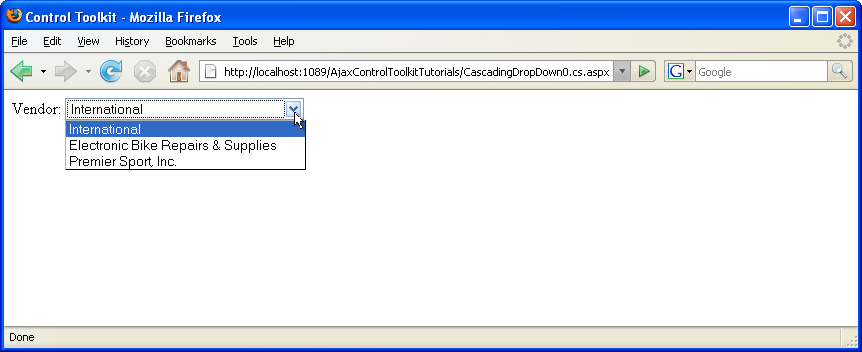 Control Toolkit - Mozilla Firefox
File Edit View History Bookmarks Tools Help
http://localhost:1089/AjaxControlToolkitTutorials/CascadingDropDown0.cs.aspx G Google
Vendor: International
International
Electronic Bike Repairs & Supplies
Premier Sport, Inc.
Done